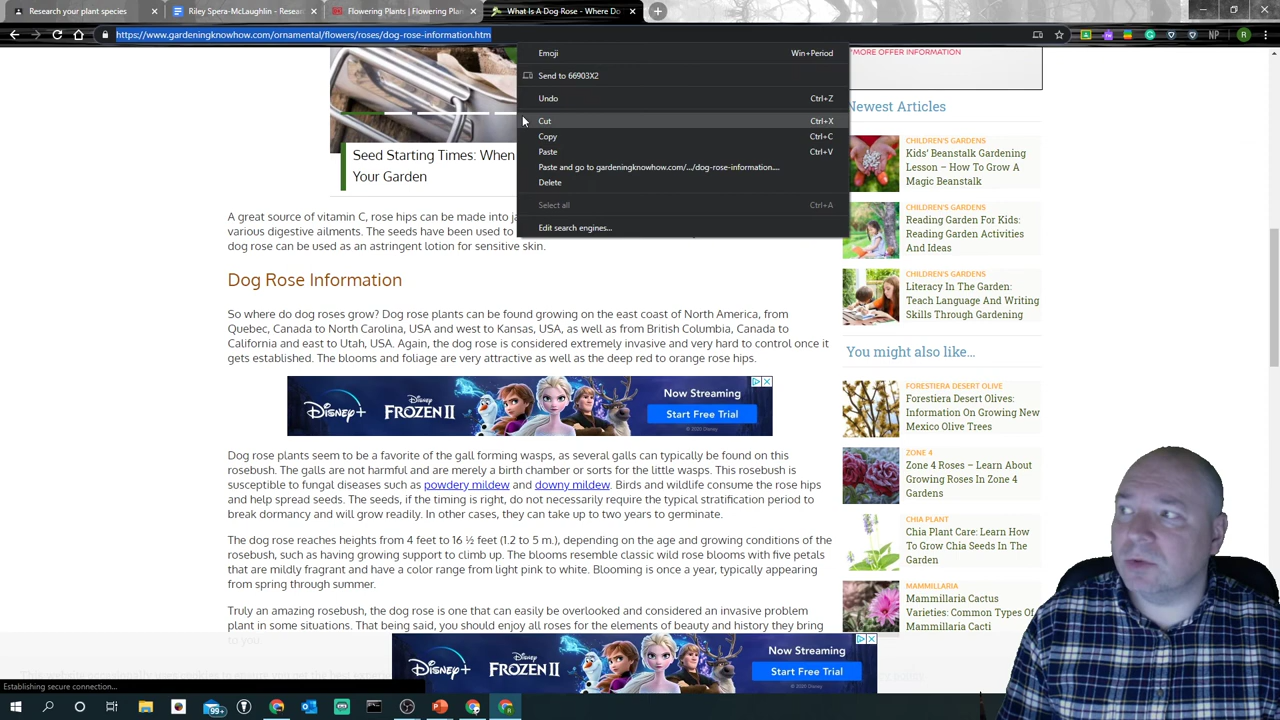 Best plants
Riley Spera-McLaughlin -
Flowering Plants
What Is A Dog Rose - Where Do
https://www.gardeningknowhow.com/ornamental/flowers/roses/dog-rose-information.htm
NP
R
Emoji Win+Period
Send to 66903X2
Undo Ctrl+Z
Cut Ctrl+X
Copy Ctrl+C
Paste Ctrl+V
Paste and go to gardeningknowhow.com/.../dog-rose-information....
Delete
Select all Ctrl+A
Edit search engines...
Seed Starting Times: When
Your Garden
A great source of vitamin C, rose hips can be made into ja
various digestive ailments. The seeds have been used to
dog rose can be used as an astringent lotion for sensitive skin.
Dog Rose Information
So where do dog roses grow? Dog rose plants can be found growing on the east coast of North America, from
Quebec, Canada to North Carolina, USA and west to Kansas, USA, as well as from British Columbia, Canada to
California and east to Utah, USA. Again, the dog rose is considered extremely invasive and very hard to control once it
gets established. The blooms and foliage are very attractive as well as the deep red to orange rose hips.
Disney+
FROZEN II
Now Streaming
Start Free Trial
© 2020 Disney
Dog rose plants seem to be a favorite of the gall forming wasps, as several galls can typically be found on this
rosebush. The galls are not harmful and are merely a birth chamber or sorts for the little wasps. This rosebush is
susceptible to fungal diseases such as powdery mildew and downy mildew. Birds and wildlife consume the rose hips
and help spread seeds. The seeds, if the timing is right, do not necessarily require the typical stratification period to
break dormancy and will grow readily. In other cases, they can take up to two years to germinate.
The dog rose reaches heights from 4 feet to 16 ½ feet (1.2 to 5 m.), depending on the age and growing conditions of the
rosebush, such as having growing support to climb up. The blooms resemble classic wild rose blooms with five petals
that are mildly fragrant and have a color range from light pink to white. Blooming is once a year, typically appearing
from spring through summer.
Truly an amazing rosebush, the dog rose is one that can easily be overlooked and considered an invasive problem
plant in some situations. That being said, you should enjoy all roses for the elements of beauty and history they bring
to you.
*MORE OFFER INFORMATION
Newest Articles
CHILDREN'S GARDENS
Kids' Beanstalk Gardening
Lesson – How To Grow A
Magic Beanstalk
CHILDREN'S GARDENS
Reading Garden For Kids:
Reading Garden Activities
And Ideas
CHILDREN'S GARDENS
Literacy In The Garden:
Teach Language And Writing
Skills Through Gardening
You might also like...
FORESTIERA DESERT OLIVE
Forestiera Desert Olives:
Information On Growing New
Mexico Olive Trees
ZONE 4
Zone 4 Roses – Learn About
Growing Roses In Zone 4
Gardens
CHIA PLANT
Chia Plant Care: Learn How
To Grow Chia Seeds In The
Garden
MAMMILLARIA
Mammillaria Cactus
Varieties: Common Types Of
Mammillaria Cacti
Disney+
FROZEN II
Now Streaming
Start Free Trial
© 2020 Disney
Establishing secure connection...
99+